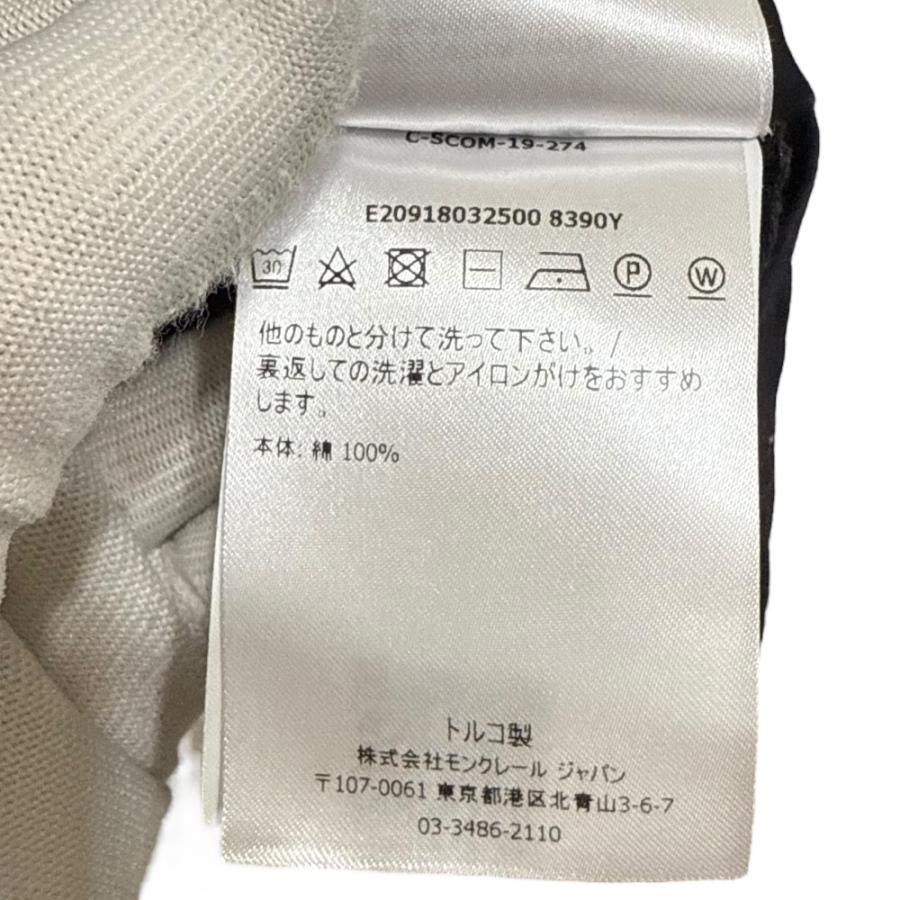 C-SCOM-19-274
E20918032500 8390Y
30 P W
他のものと分けて洗って下さい。/
裏返しての洗濯とアイロンがけをおすすめ
します。
本体: 綿 100%
トルコ製
株式会社モンクレール ジャパン
〒107-0061 東京都港区北青山3-6-7
03-3486-2110